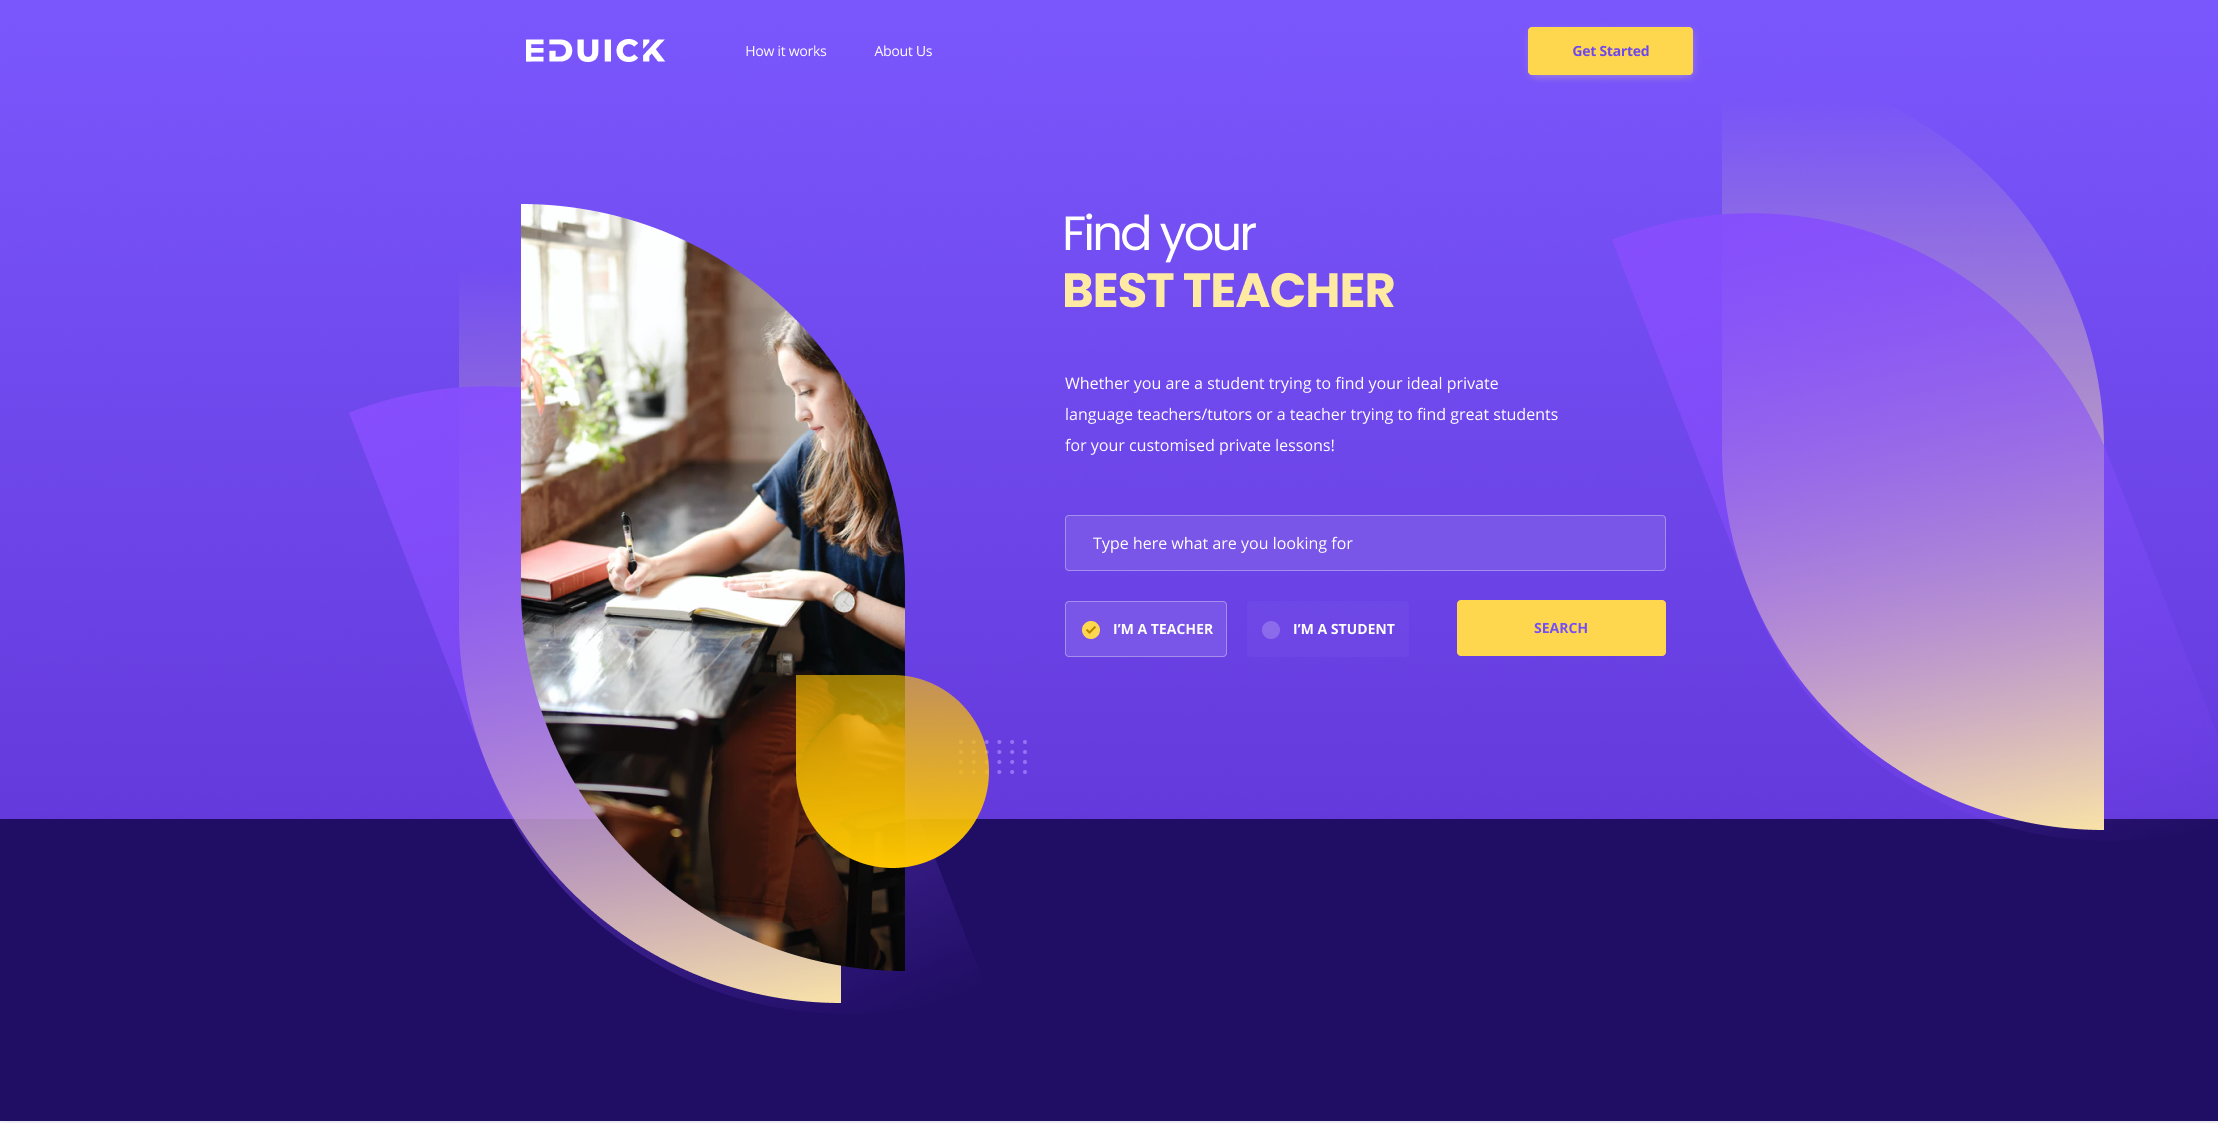 EDUICK
How it works
About Us
Get Started
Find your
BEST TEACHER
Whether you are a student trying to find your ideal private
language teachers/tutors or a teacher trying to find great students
for your customised private lessons!
Type here what are you looking for
I’M A TEACHER
I’M A STUDENT
SEARCH